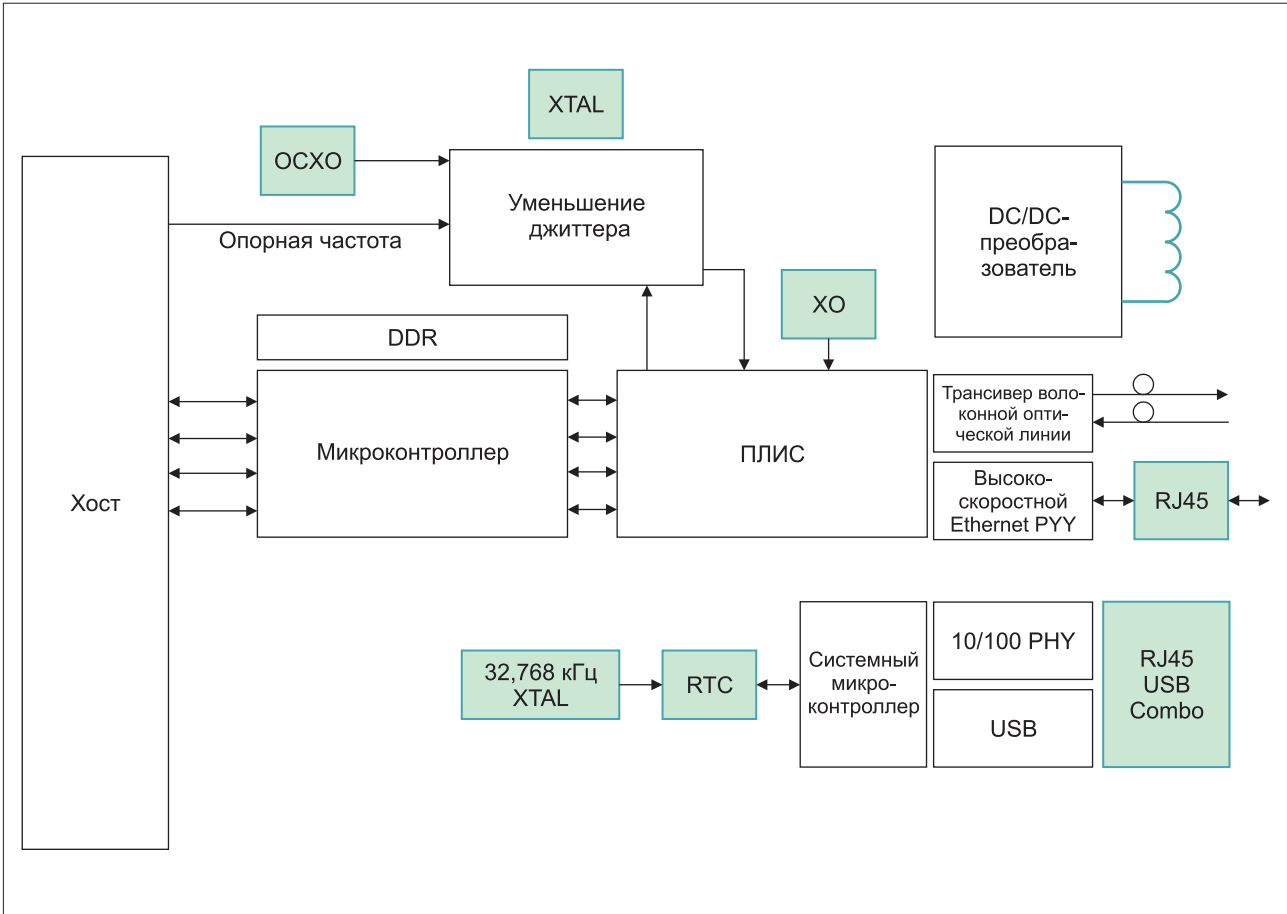 XTAL
OCXO
Уменьшение
джиттера
Опорная частота
DC/DC-
преобра-
зователь
XO
DDR
Трансивер воло-
конной опти-
ческой линии
Микроконтроллер
ПЛИС
Хост
Высоко-
скоростной
Ethernet PYY
RJ45
32,768 кГц
XTAL
RTC
Системный
микро-
контроллер
10/100 PHY
USB
RJ45
USB
Combo